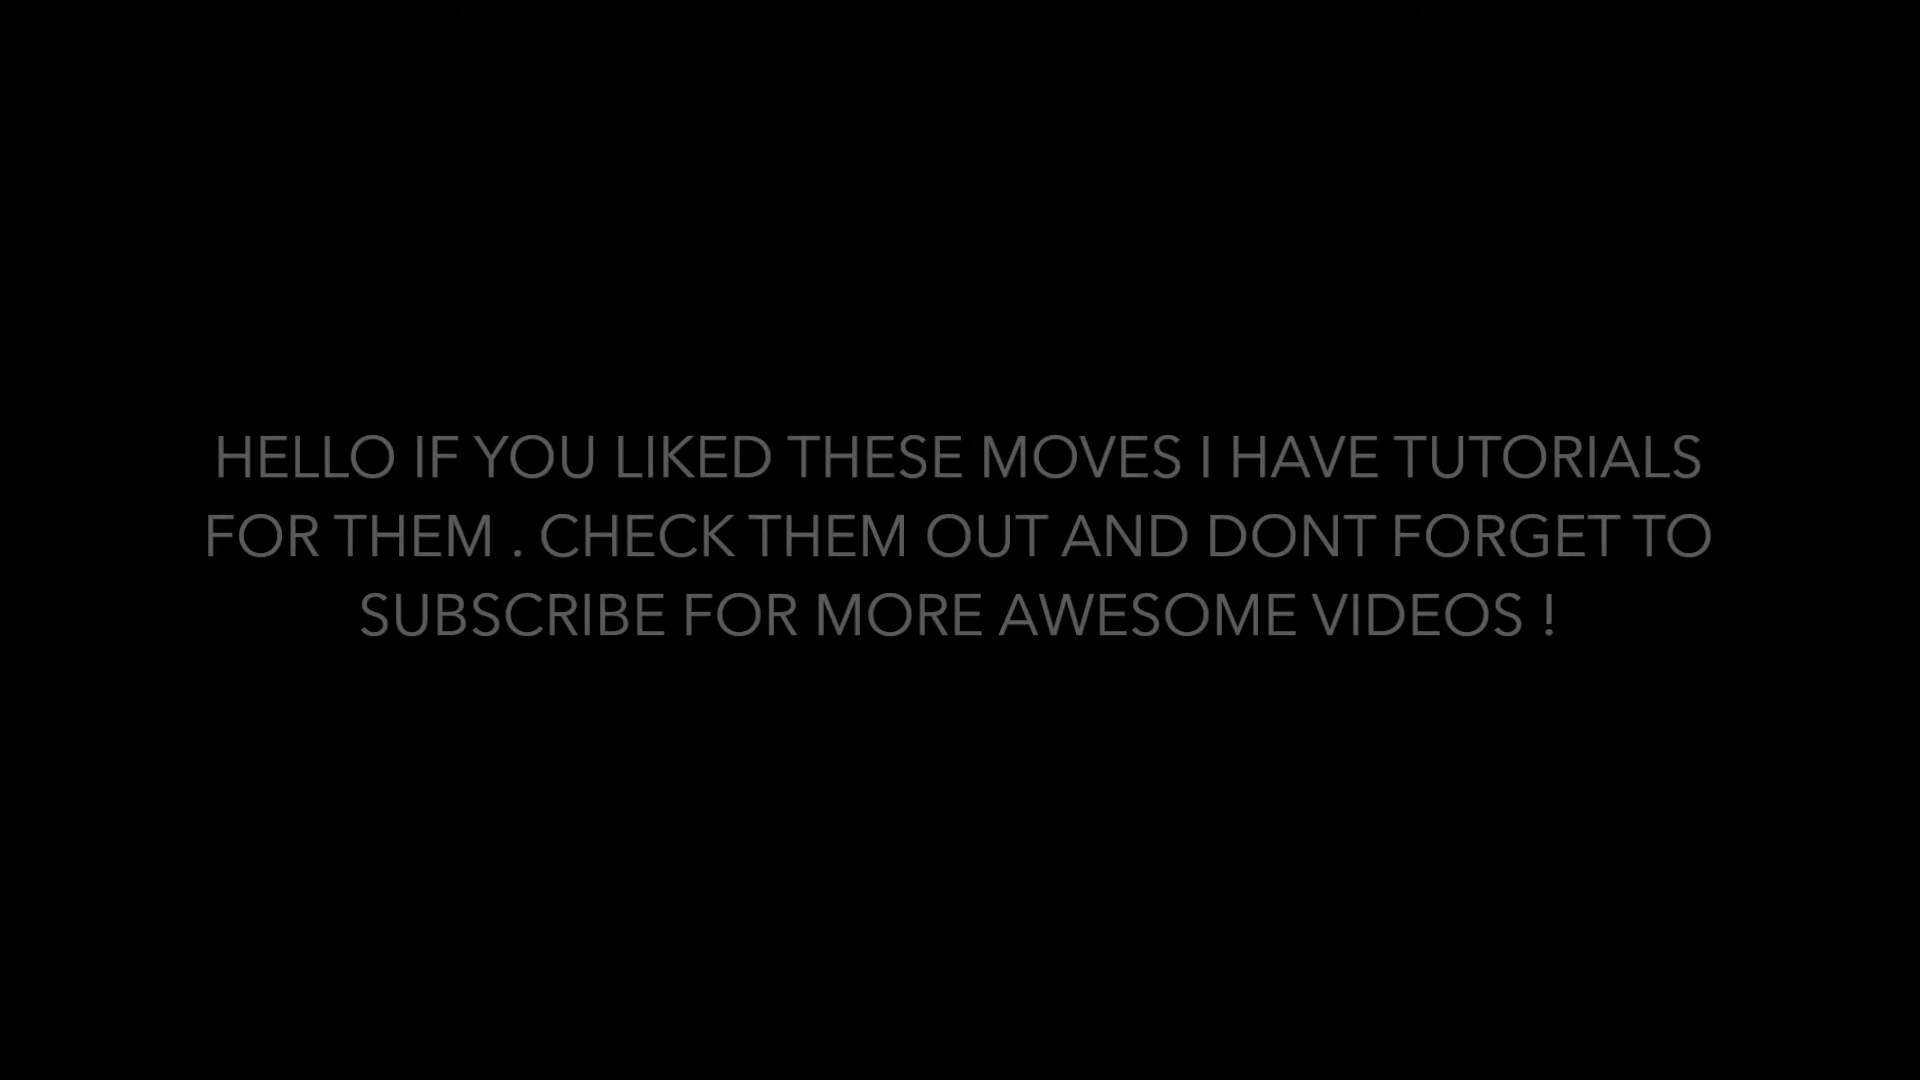 HELLO IF YOU LIKED THESE MOVES I HAVE TUTORIALS
FOR THEM . CHECK THEM OUT AND DONT FORGET TO
SUBSCRIBE FOR MORE AWESOME VIDEOS !